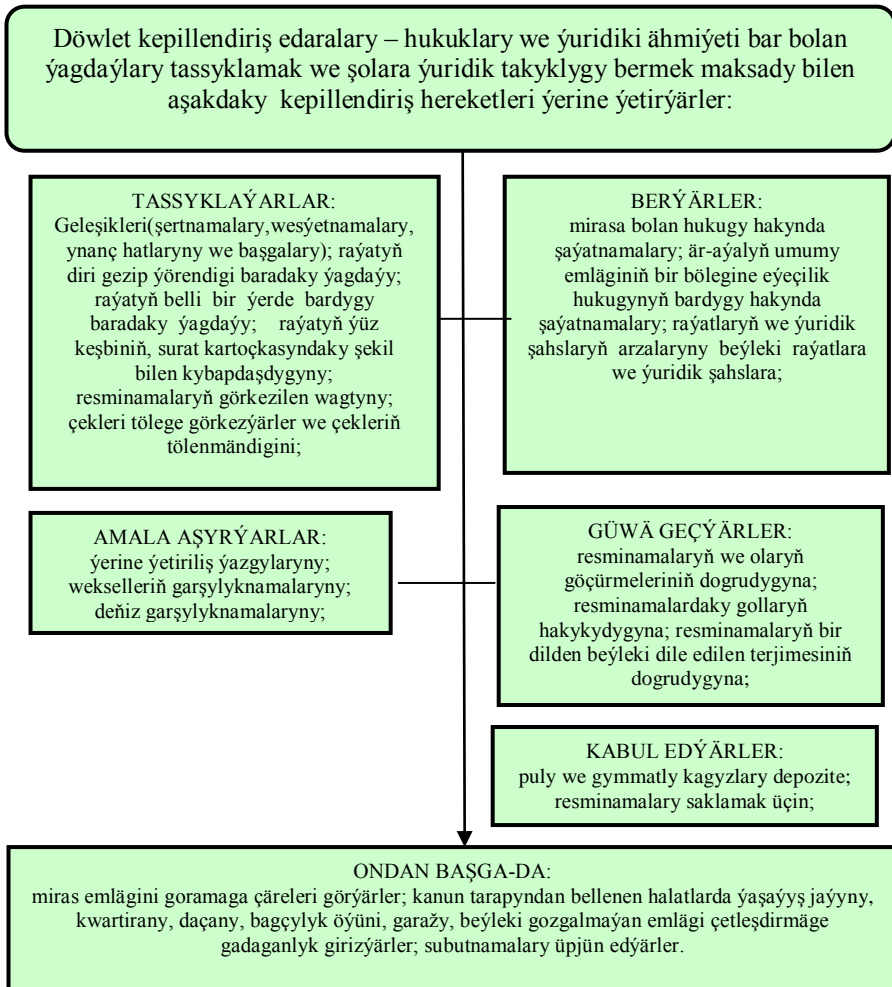 Döwlet kepillendiriş edaralary – hukuklary we ýuridiki ähmiýeti bar bolan
ýagdaýlary tassyklamak we şolara ýuridik takyklygy bermek maksady bilen
aşakdaky kepillendiriş hereketleri ýerine ýetirýärler:
TASSYKLAÝARLAR:
Geleşikleri(şertnamalary,wesýetnamalary,
ynanç hatlaryny we başgalary); raýatyň
diri gezip ýörendigi baradaky ýagdaýy;
raýatyň belli bir ýerde bardygy
baradaky ýagdaýy; raýatyň ýüz
keşbiniň, surat kartoçkasyndaky şekil
bilen kybapdaşdygyny;
resminamalaryň görkezilen wagtyny;
çekleri tölege görkezýärler we çekleriň
tölenmändigini;
BERÝÄRLER:
mirasa bolan hukugy hakynda
şaýatnamalary; är-aýalyň umumy
emläginiň bir bölegine eýeçilik
hukugynyň bardygy hakynda
şaýatnamalary; raýatlaryň we ýuridik
şahslaryň arzalaryny beýleki raýatlara
we ýuridik şahslara;
AMALA AŞYRÝARLAR:
ýerine ýetiriliş ýazgylaryny;
wekselleriň garşylyknamalaryny;
deňiz garşylyknamalaryny;
GÜWÄ GEÇÝÄRLER:
resminamalaryň we olaryň
göçürmeleriniň dogrudygyna;
resminamalardaky gollaryň
hakykydygyna; resminamalaryň bir
dilden beýleki dile edilen terjimesiniň
dogrudygyna;
KABUL EDÝÄRLER:
puly we gymmatly kagyzlary depozite;
resminamalary saklamak üçin;
ONDAN BAŞGA-DA:
miras emlägini goramaga çäreleri görýärler; kanun tarapyndan bellenen halatlarda ýaşaýyş jaýyny,
kwartirany, daçany, bagçylyk öýüni, garažy, beýleki gozgalmaýan emlägi çetleşdirmäge
gadaganlyk girizýärler; subutnamalary üpjün edýärler.